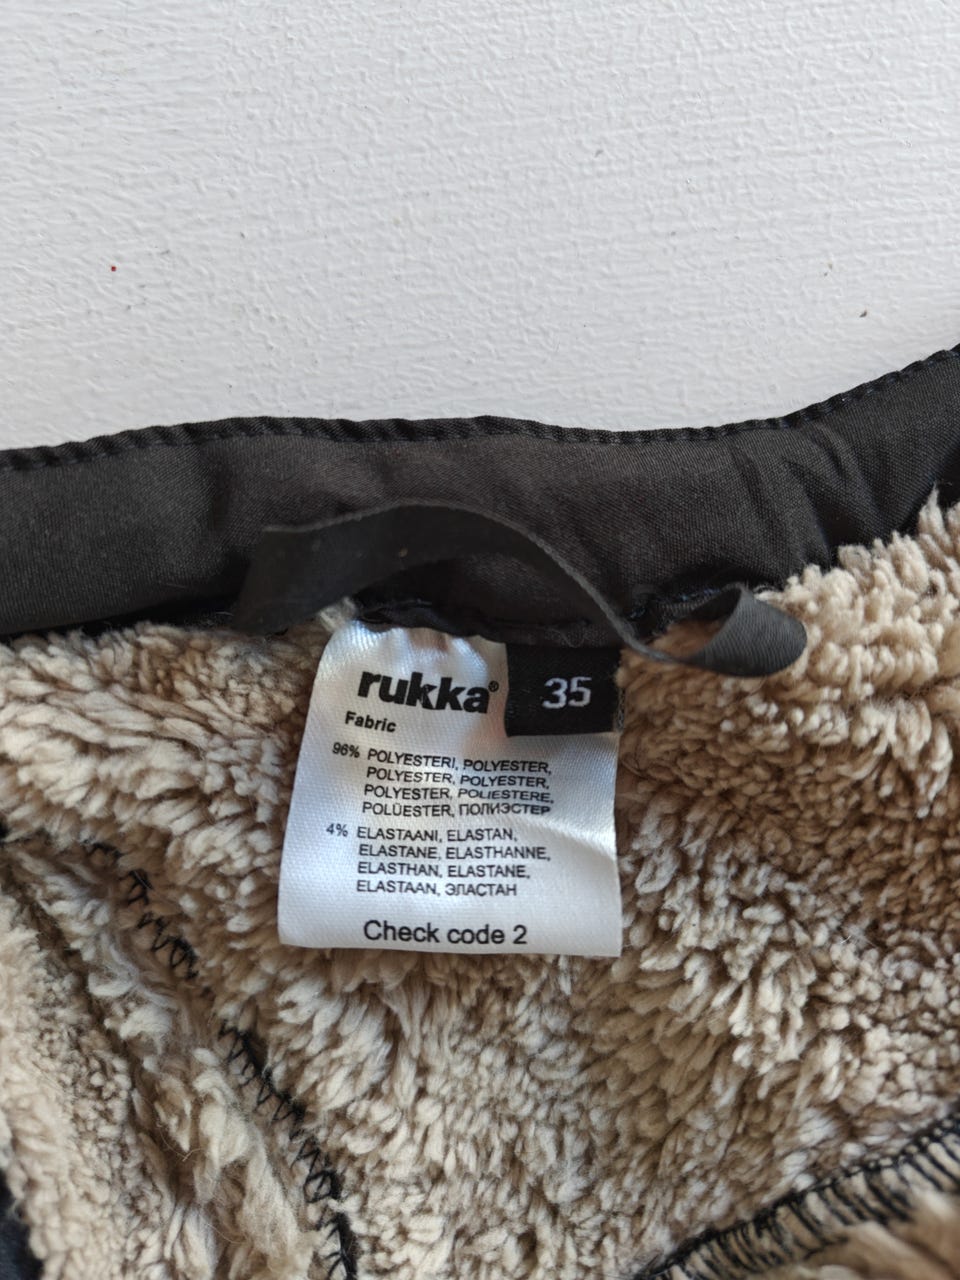 rukka®
35
Fabric
96% POLYESTERI, POLYESTER,
POLYESTER, POLYESTER,
POLYESTER, POLIESTERE,
POLÜESTER, ПОЛИЭСТЕР
4% ELASTAANI, ELASTAN,
ELASTANE, ELASTHANNE,
ELASTHAN, ELASTANE,
ELASTAAN, ЭЛАСТАН
Check code 2